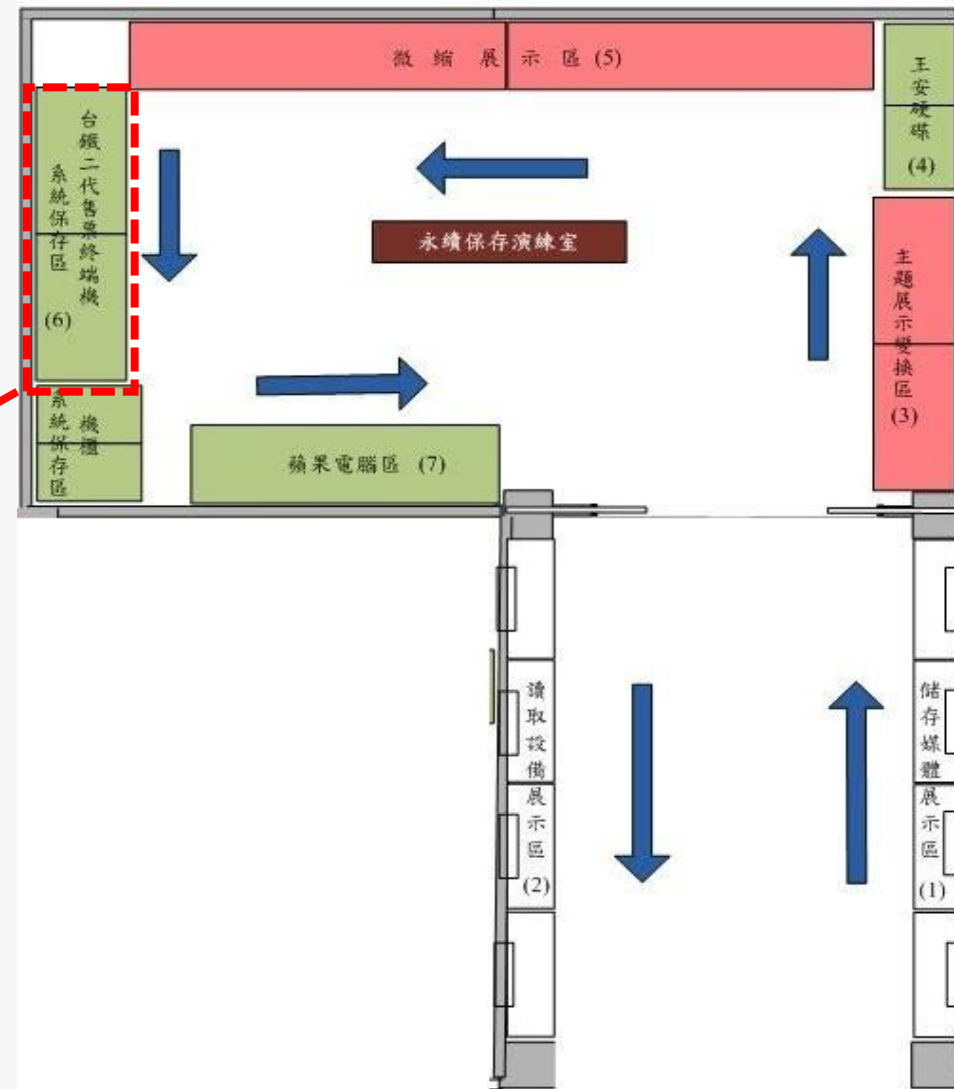 微縮展示區 (5)
王安硬碟
(4)
台鐵二代售票終端機
系統保存區
(6)
永續保存演練室
主題展示變換區
(3)
機櫃
系統保存區
蘋果電腦區 (7)
讀取設備展示區
(2)
儲存媒體展示區
(1)